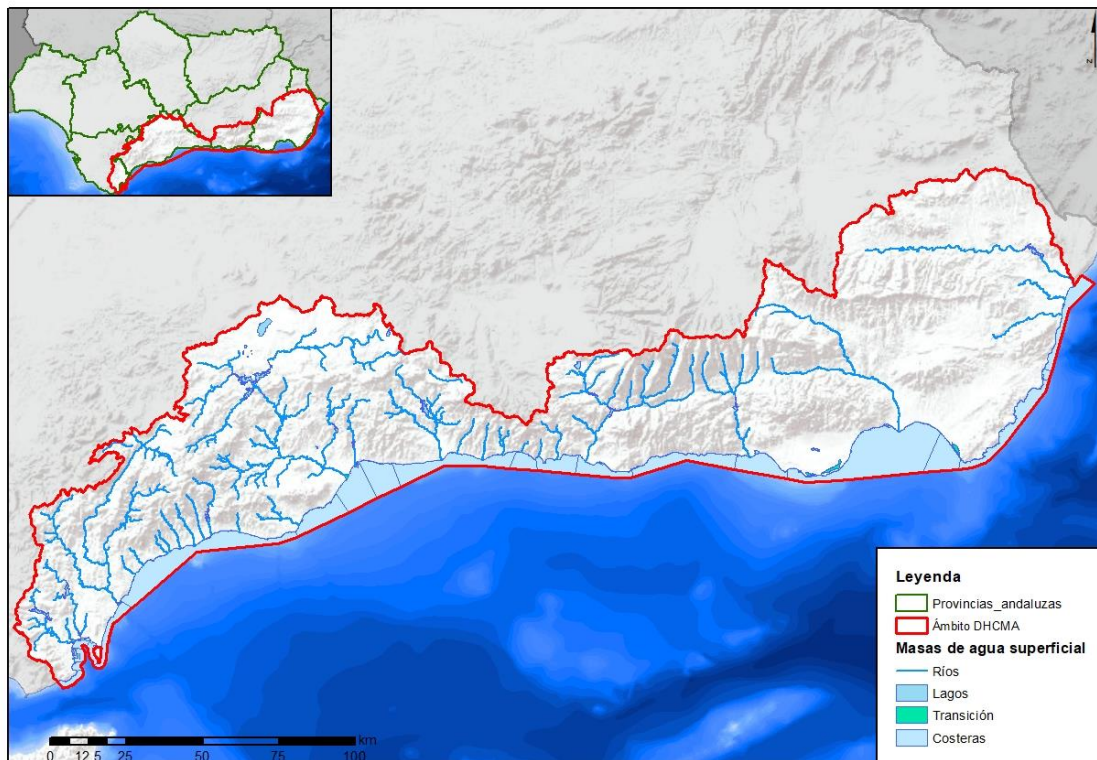 N
Leyenda
Provincias_andaluzas
Ámbito DHCMA
Masas de agua superficial
Ríos
Lagos
Transición
Costeras
km
0 12,5 25 50 75 100